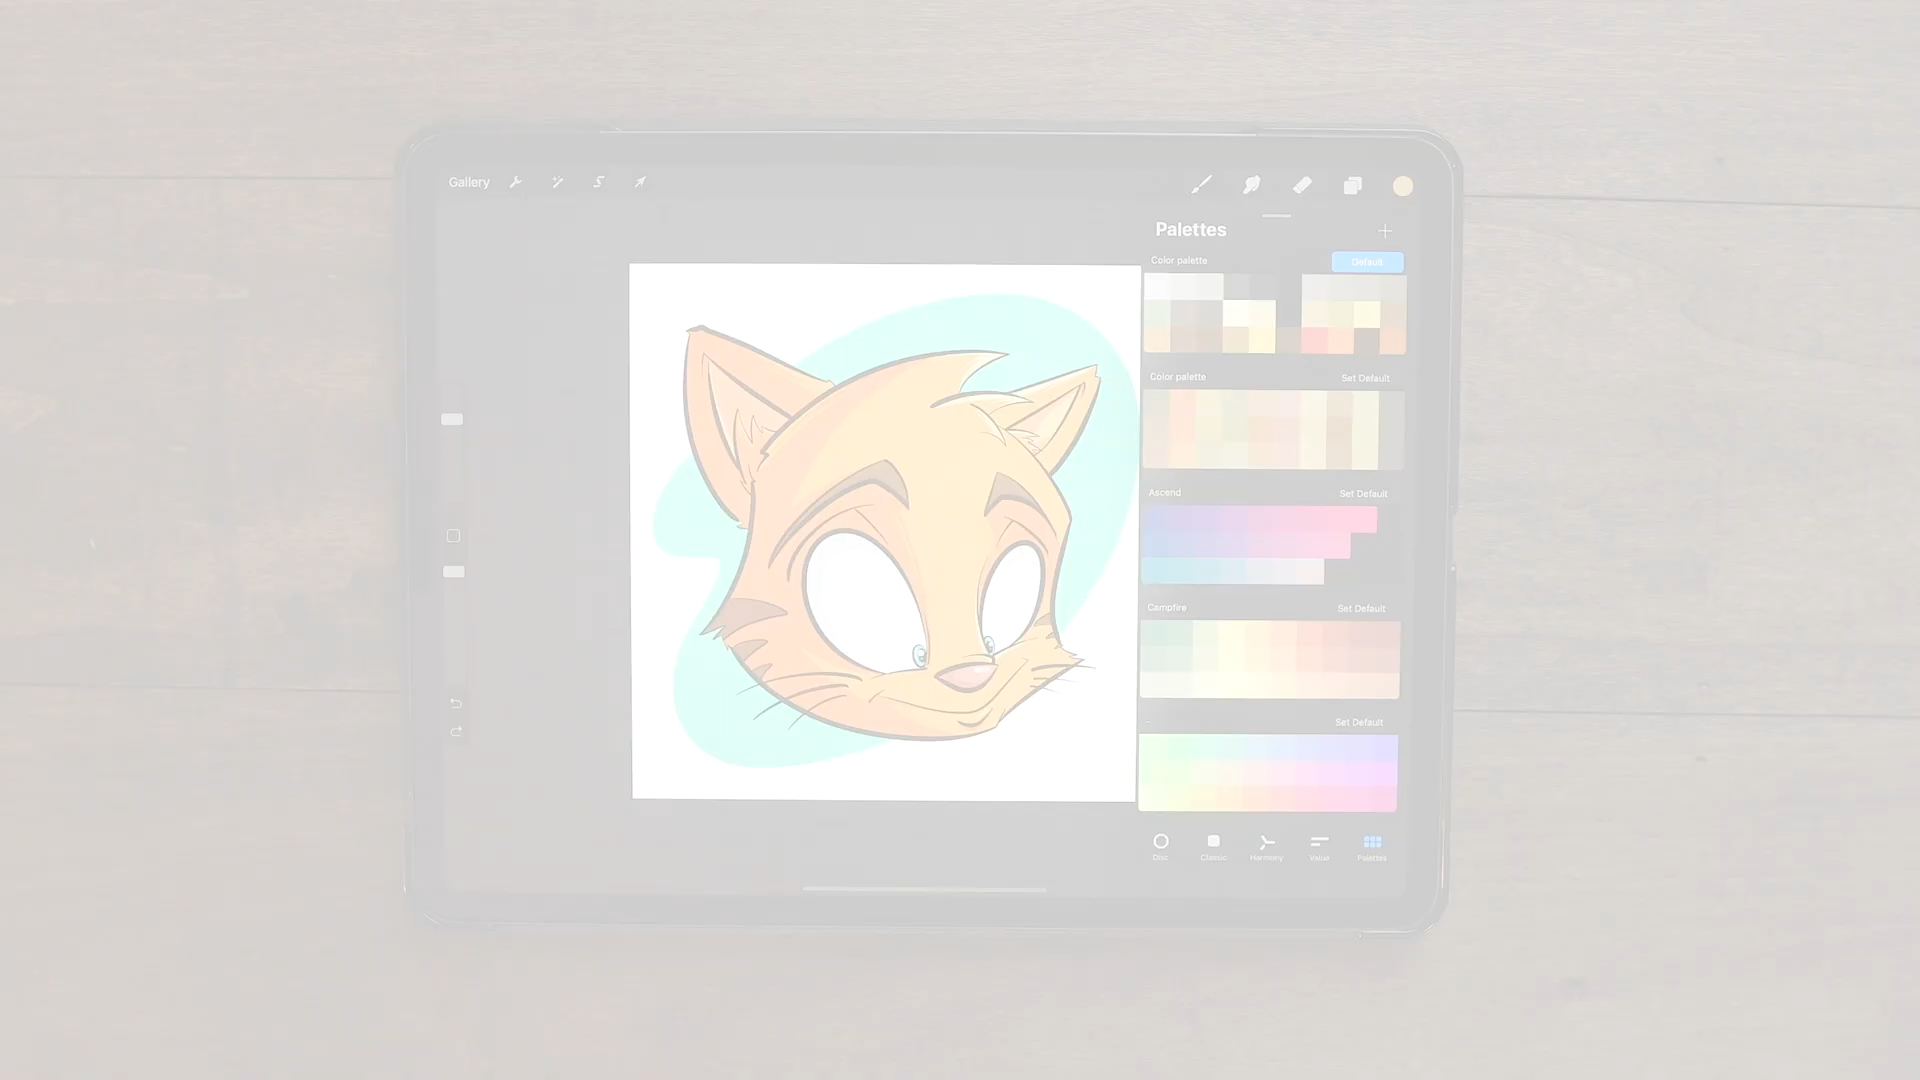 Gallery
Palettes
Color palette
Default
Color palette
Set Default
Ascend
Set Default
Campfire
Set Default
Set Default
Disc
Classic
Harmony
Value
Palettes